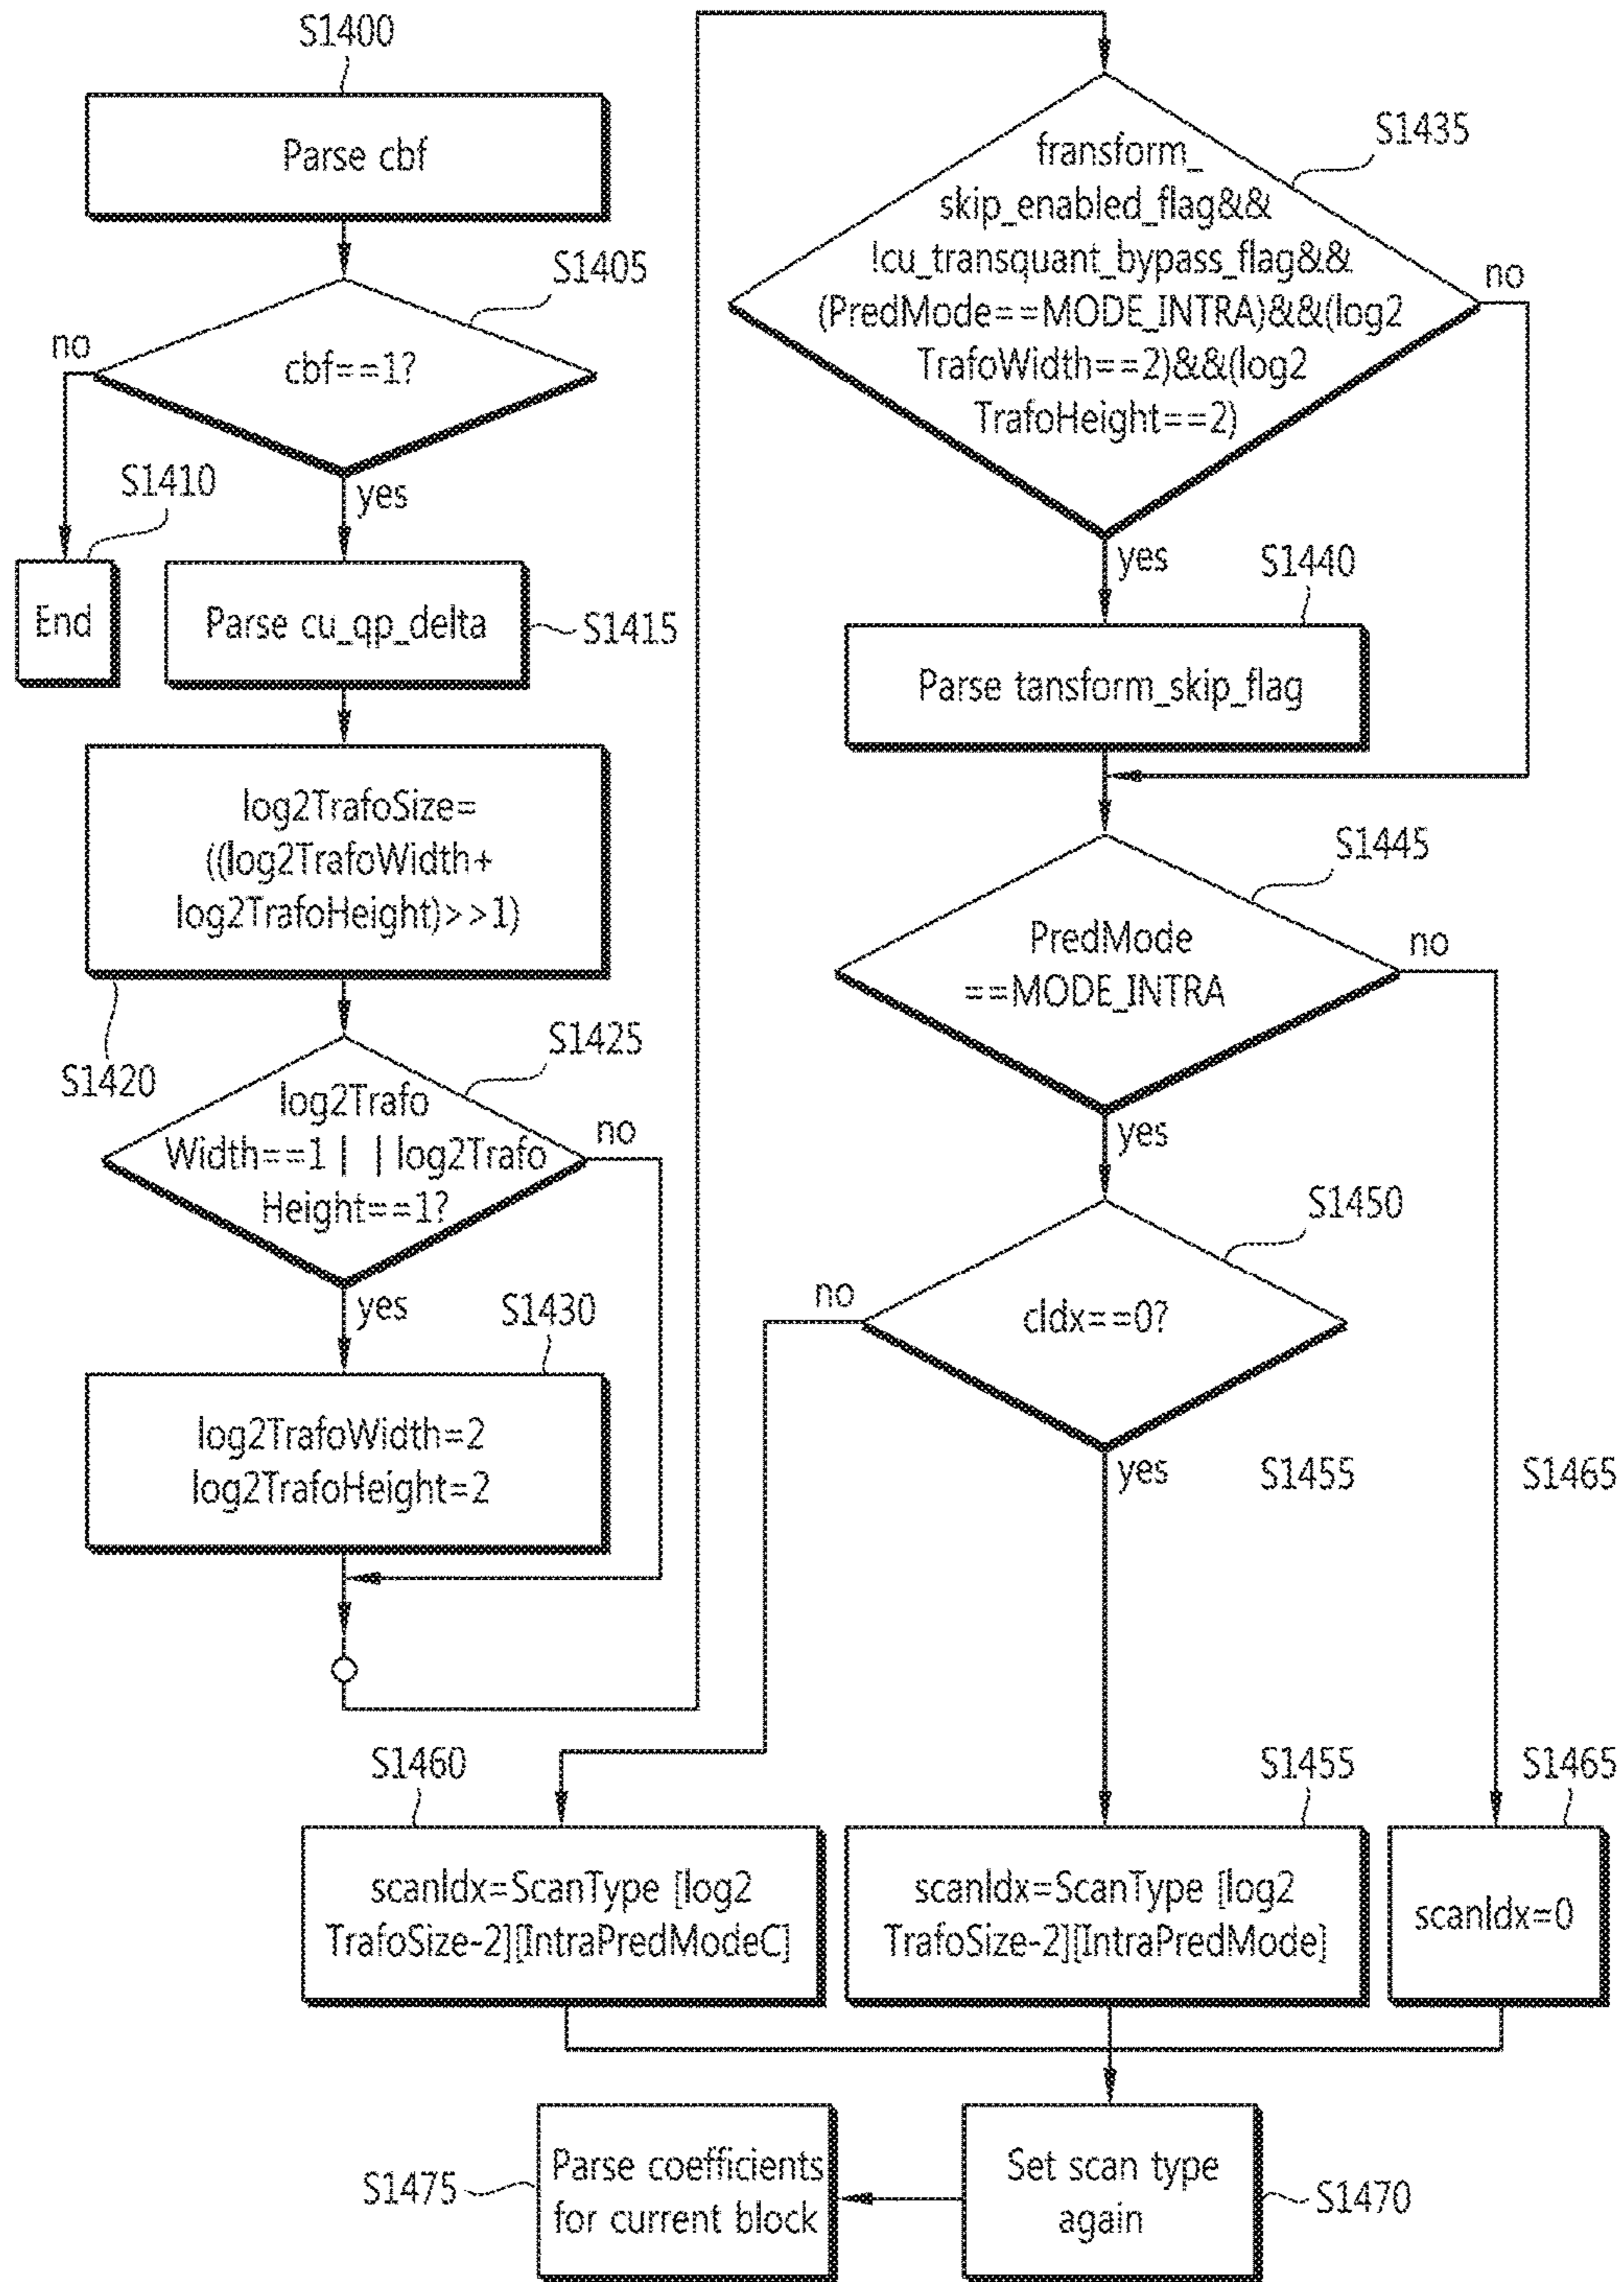 S1400
Parse cbf
S1405
no
cbf==1?
S1410
yes
End
Parse cu_qp_delta
S1415
log2TrafoSize=
((log2TrafoWidth+
log2TrafoHeight)>>1)
S1420
S1425
log2Trafo
Width==1 | | log2Trafo
Height==1?
no
yes
S1430
log2TrafoWidth=2
log2TrafoHeight=2
S1435
fransform_
skip_enabled_flag&&
!cu_transquant_bypass_flag&&
(PredMode==MODE_INTRA)&&(log2
TrafoWidth==2)&&(log2
TrafoHeight==2)
no
yes
S1440
Parse tansform_skip_flag
S1445
PredMode
==MODE_INTRA
no
yes
S1450
no
cIdx==0?
yes
S1455
S1465
S1460
S1455
S1465
scanIdx=ScanType [log2
TrafoSize-2][IntraPredModeC]
scanIdx=ScanType [log2
TrafoSize-2][IntraPredMode]
scanIdx=0
S1475
Parse coefficients
for current block
Set scan type
again
S1470